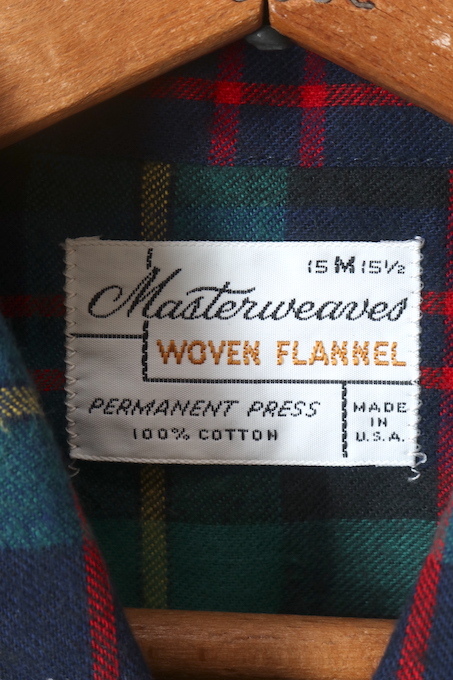 15 M 15½
Masterweaves
WOVEN FLANNEL
PERMANENT PRESS
100% COTTON
MADE
IN
U.S.A.